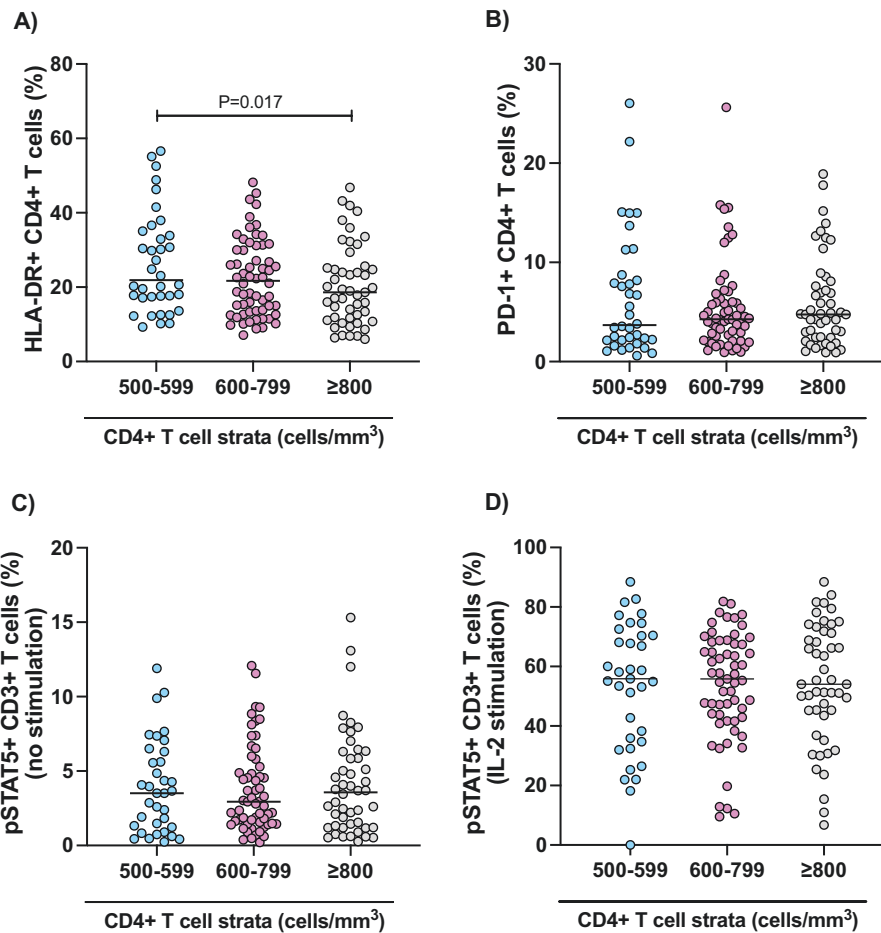 A)
HLA-DR+ CD4+ T cells (%)
80
60
40
20
0
P=0.017
500-599 600-799 ≥800
CD4+ T cell strata (cells/mm³)
B)
PD-1+ CD4+ T cells (%)
30
20
10
0
500-599 600-799 ≥800
CD4+ T cell strata (cells/mm³)
C)
pSTAT5+ CD3+ T cells (%)
(no stimulation)
20
15
10
5
0
500-599 600-799 ≥800
CD4+ T cell strata (cells/mm³)
D)
pSTAT5+ CD3+ T cells (%)
(IL-2 stimulation)
100
80
60
40
20
0
500-599 600-799 ≥800
CD4+ T cell strata (cells/mm³)